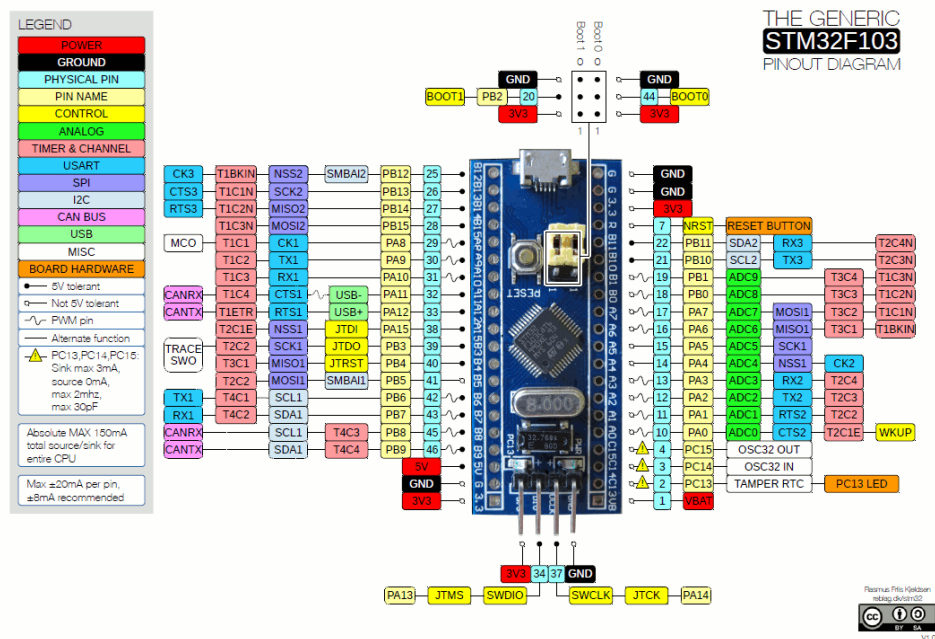 LEGEND
POWER
GROUND
PHYSICAL PIN
PIN NAME
CONTROL
ANALOG
TIMER & CHANNEL
USART
SPI
I2C
CAN BUS
USB
MISC
BOARD HARDWARE
5V tolerant
Not 5V tolerant
PWM pin
Alternate function
PC13,PC14,PC15:
Sink max 3mA,
source 0mA,
max 2mhz,
max 30pF
Absolute MAX 150mA
total source/sink for
entire CPU
Max ±20mA per pin,
±8mA recommended
THE GENERIC
STM32F103
PINOUT DIAGRAM
Boot 1 Boot 0
GND GND
BOOT1 PB2 20 44 BOOT0
3V3 3V3
1 1
CK3 T1BKIN NSS2 SMBAI2 PB12 25
CTS3 T1C1N SCK2 PB13 26
RTS3 T1C2N MISO2 PB14 27
T1C3N MOSI2 PB15 28
MCO T1C1 CK1 PA8 29
T1C2 TX1 PA9 30
T1C3 RX1 PA10 31
CANRX T1C4 CTS1 USB- PA11 32
CANTX T1ETR RTS1 USB+ PA12 33
T2C1E NSS1 JTDI PA15 38
TRACE
SWO
T2C2 SCK1 JTDO PB3 39
T3C1 MISO1 JTRST PB4 40
T2C2 MOSI1 SMBAI1 PB5 41
TX1 T4C1 SCL1 PB6 42
RX1 T4C2 SDA1 PB7 43
CANRX SCL1 T4C3 PB8 45
CANTX SDA1 T4C4 PB9 46
5V
GND
3V3
RESET
8.000
GND
GND
3V3
7 NRST RESET BUTTON
22 PB11 SDA2 RX3 T2C4N
21 PB10 SCL2 TX3 T2C3N
19 PB1 ADC9 T3C4 T1C3N
18 PB0 ADC8 T3C3 T1C2N
17 PA7 ADC7 MOSI1 T3C2 T1C1N
16 PA6 ADC6 MISO1 T3C1 T1BKIN
15 PA5 ADC5 SCK1
14 PA4 ADC4 NSS1 CK2
13 PA3 ADC3 RX2 T2C4
12 PA2 ADC2 TX2 T2C3
11 PA1 ADC1 RTS2 T2C2
10 PA0 ADC0 CTS2 T2C1E WKUP
4 PC15 OSC32 OUT
3 PC14 OSC32 IN
2 PC13 TAMPER RTC PC13 LED
1 VBAT
3V3 34 37 GND
PA13 JTMS SWDIO SWCLK JTCK PA14
Rasmus Friis Kjeldsen
reblag.dk/stm32
cc BY SA